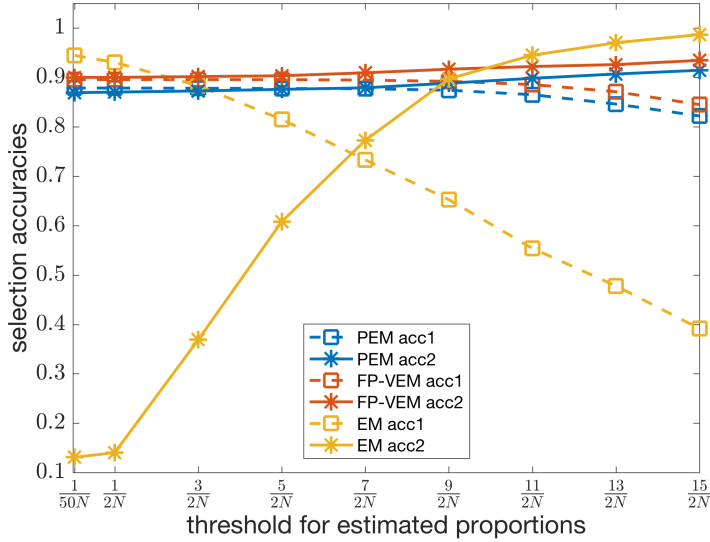 1
0.9
0.8
0.7
0.6
0.5
0.4
0.3
0.2
0.1
selection accuracies
PEM acc1
PEM acc2
FP-VEM acc1
FP-VEM acc2
EM acc1
EM acc2
1/50N 1/2N 3/2N 5/2N 7/2N 9/2N 11/2N 13/2N 15/2N
threshold for estimated proportions